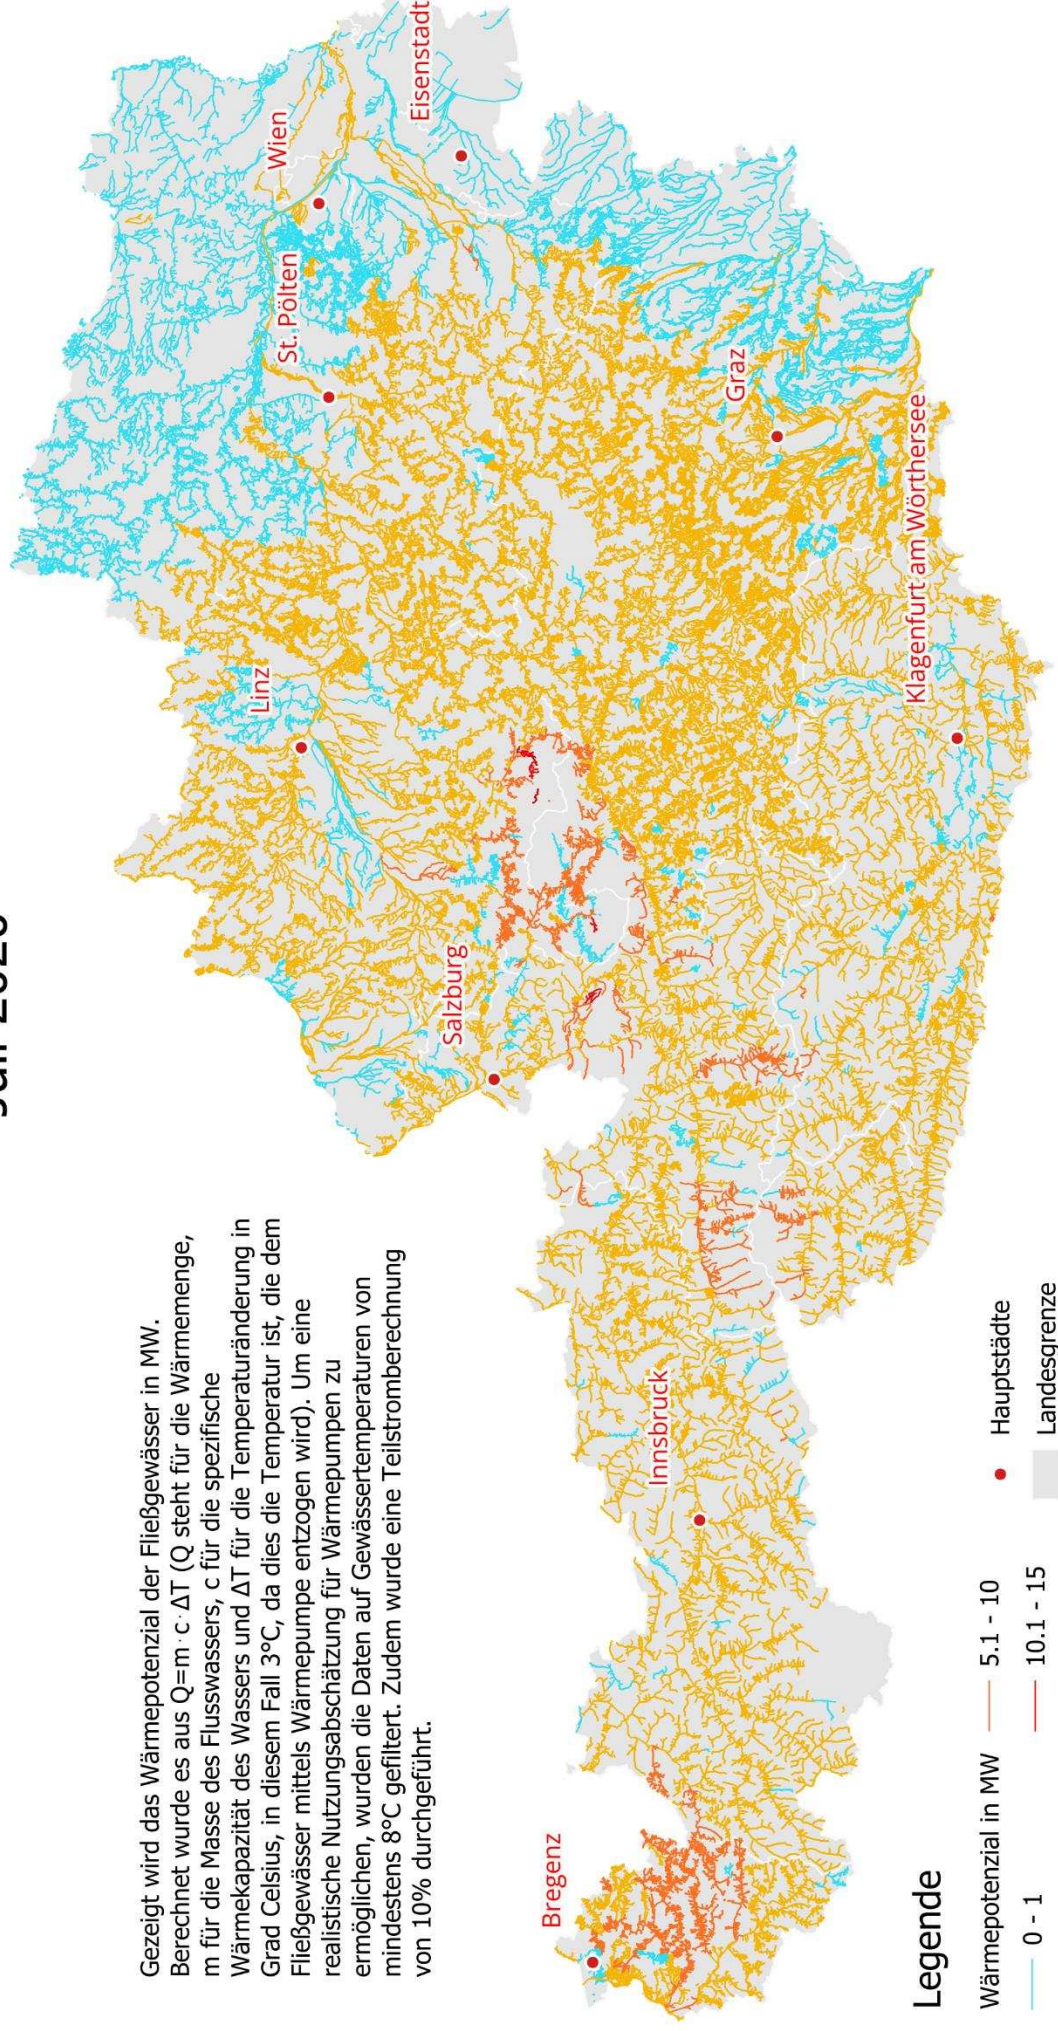 Gezeigt wird das Wärmepotenzial der Fließgewässer in MW.
Berechnet wurde es aus Q=m · c · ΔT (Q steht für die Wärmemenge,
m für die Masse des Flusswassers, c für die spezifische
Wärmekapazität des Wassers und ΔT für die Temperaturänderung in
Grad Celsius, in diesem Fall 3°C, da dies die Temperatur ist, die dem
Fließgewässer mittels Wärmepumpe entzogen wird). Um eine
realistische Nutzungsabschätzung für Wärmepumpen zu
ermöglichen, wurden die Daten auf Gewässertemperaturen von
mindestens 8°C gefiltert. Zudem wurde eine Teilstromberechnung
von 10% durchgeführt.
Wien
Eisenstadt
St. Pölten
Linz
Salzburg
Graz
Klagenfurt am Wörthersee
Innsbruck
Bregenz
Legende
Wärmepotenzial in MW
0 - 1
5.1 - 10
10.1 - 15
Hauptstädte
Landesgrenze